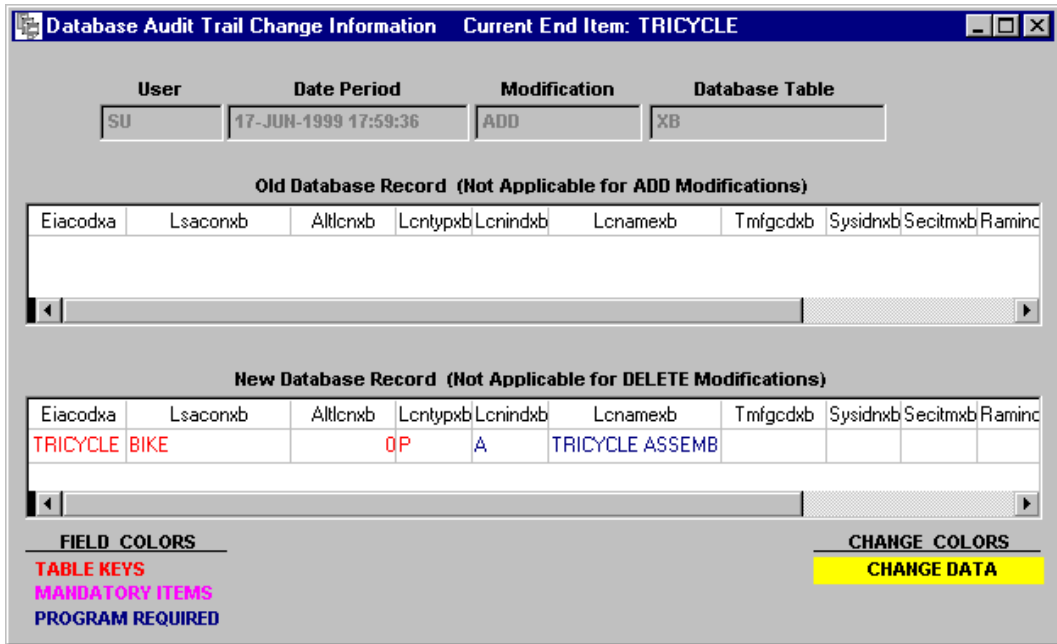 Database Audit Trail Change Information Current End Item: TRICYCLE
User Date Period Modification Database Table
SU 17-JUN-1999 17:59:36 ADD XB
Old Database Record (Not Applicable for ADD Modifications)
Eiacodxa Lsaconxb Altlcnxb Lcntypxb Lcnindxb Lcnamexb Tmfgcdxb Sysidnxb Secitmxb Raminc
New Database Record (Not Applicable for DELETE Modifications)
Eiacodxa Lsaconxb Altlcnxb Lcntypxb Lcnindxb Lcnamexb Tmfgcdxb Sysidnxb Secitmxb Raminc
TRICYCLE BIKE 0 P A TRICYCLE ASSEMB
FIELD COLORS CHANGE COLORS
TABLE KEYS CHANGE DATA
MANDATORY ITEMS
PROGRAM REQUIRED